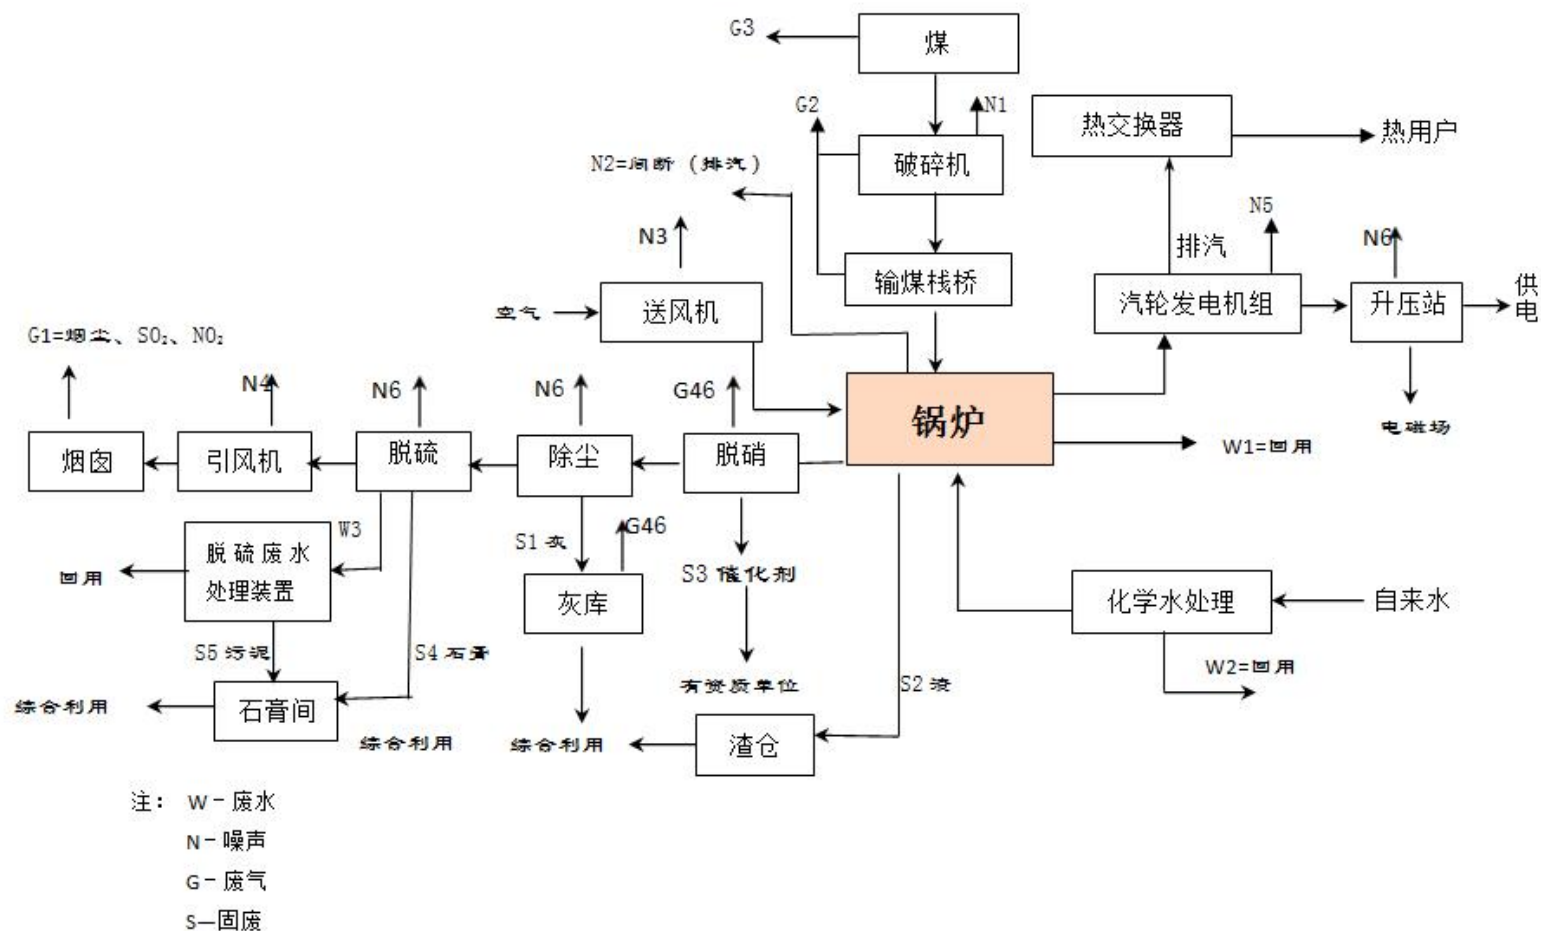 G3
煤
G2
N1
热交换器
热用户
破碎机
N2=间断（排汽）
N5
N3
N6
排汽
输煤栈桥
供
电
空气
送风机
汽轮发电机组
升压站
G1=烟尘、SO₂、NO₂
N4
N6
N6
G46
锅炉
电磁场
烟囱
引风机
脱硫
除尘
脱硝
W1=回用
W3
S1 灰
G46
脱硫废水
处理装置
回用
S3 催化剂
灰库
化学水处理
自来水
S5 污泥
S4 石膏
W2=回用
有资质单位
S2 渣
综合利用
石膏间
综合利用
综合利用
渣仓
注： W－废水
N－噪声
G－废气
S—固废